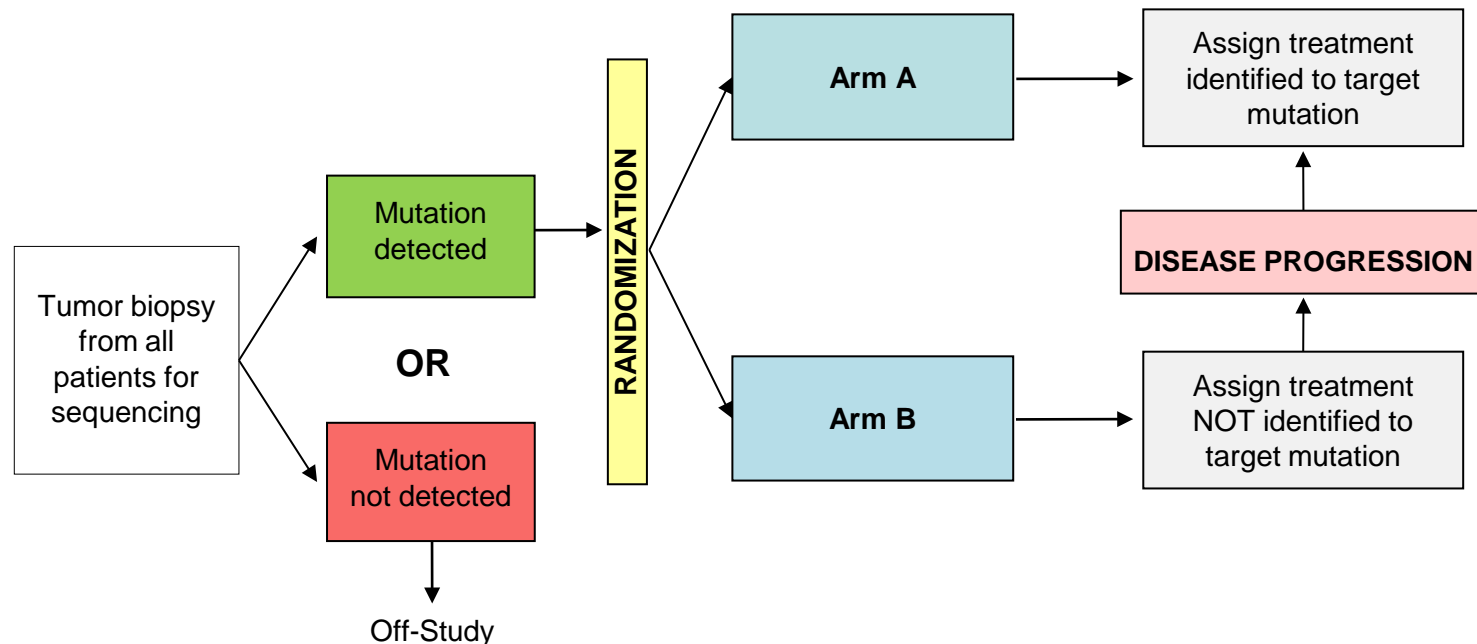 Tumor biopsy
from all
patients for
sequencing
Mutation
detected
OR
Mutation
not detected
Off-Study
RANDOMIZATION
Arm A
Assign treatment
identified to target
mutation
DISEASE PROGRESSION
Arm B
Assign treatment
NOT identified to
target mutation